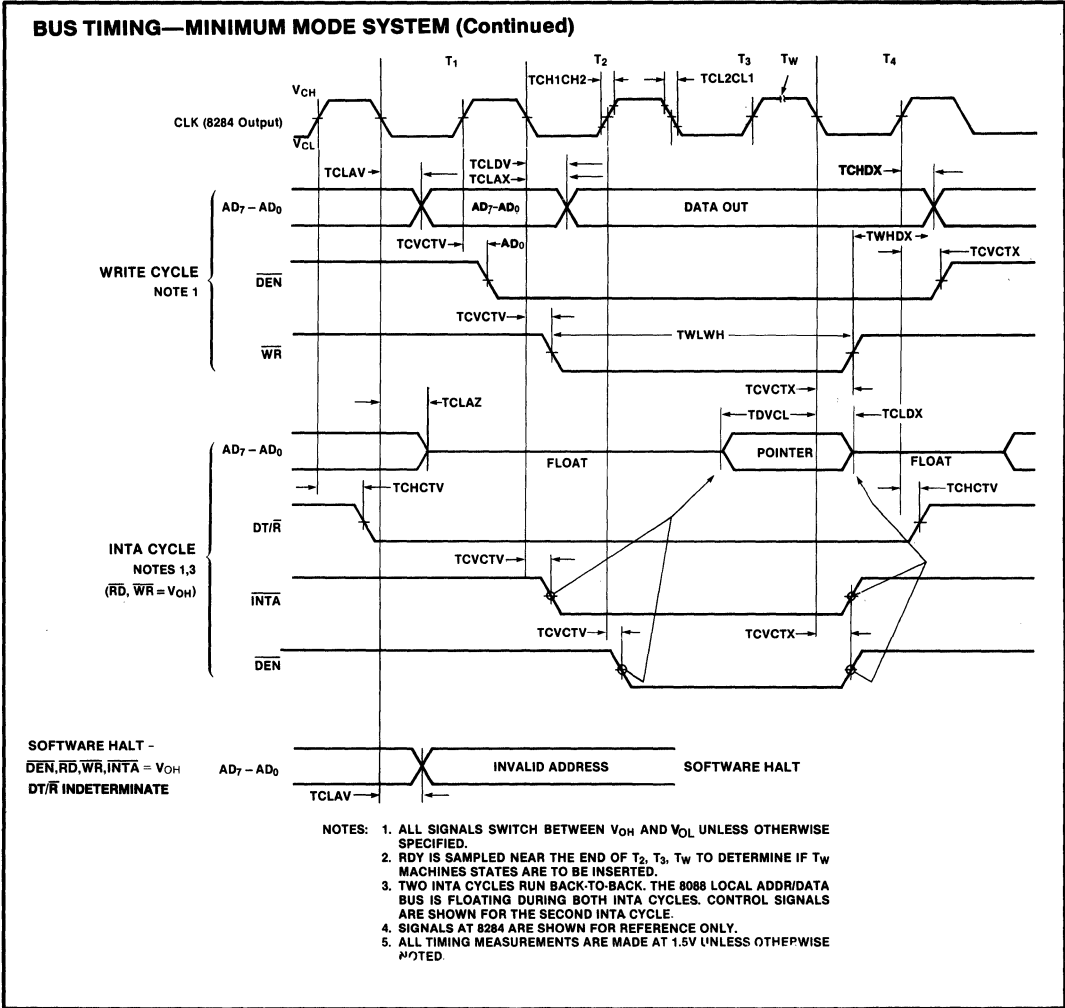 BUS TIMING—MINIMUM MODE SYSTEM (Continued)
T1 T2 T3 TW T4
TCH1CH2 TCL2CL1
VCH
CLK (8284 Output)
VCL
TCLAV TCLDV TCHDX
TCLAX
AD7 – AD0 AD7-AD0 DATA OUT
TWHDX
TCVCTV AD0 TCVCTX
WRITE CYCLE
NOTE 1
DEN
TCVCTV TWLWH
WR
TCVCTX
TCLAZ TDVCL TCLDX
AD7 – AD0 FLOAT POINTER FLOAT
TCHCTV TCHCTV
DT/R
INTA CYCLE
NOTES 1,3
(RD, WR = VOH)
TCVCTV
INTA
TCVCTV TCVCTX
DEN
SOFTWARE HALT –
DEN,RD,WR,INTA = VOH
DT/R INDETERMINATE
AD7 – AD0 INVALID ADDRESS SOFTWARE HALT
TCLAV
NOTES: 1. ALL SIGNALS SWITCH BETWEEN VOH AND VOL UNLESS OTHERWISE
SPECIFIED.
2. RDY IS SAMPLED NEAR THE END OF T2, T3, TW TO DETERMINE IF TW
MACHINES STATES ARE TO BE INSERTED.
3. TWO INTA CYCLES RUN BACK-TO-BACK. THE 8088 LOCAL ADDR/DATA
BUS IS FLOATING DURING BOTH INTA CYCLES. CONTROL SIGNALS
ARE SHOWN FOR THE SECOND INTA CYCLE.
4. SIGNALS AT 8284 ARE SHOWN FOR REFERENCE ONLY.
5. ALL TIMING MEASUREMENTS ARE MADE AT 1.5V UNLESS OTHERWISE
NOTED.